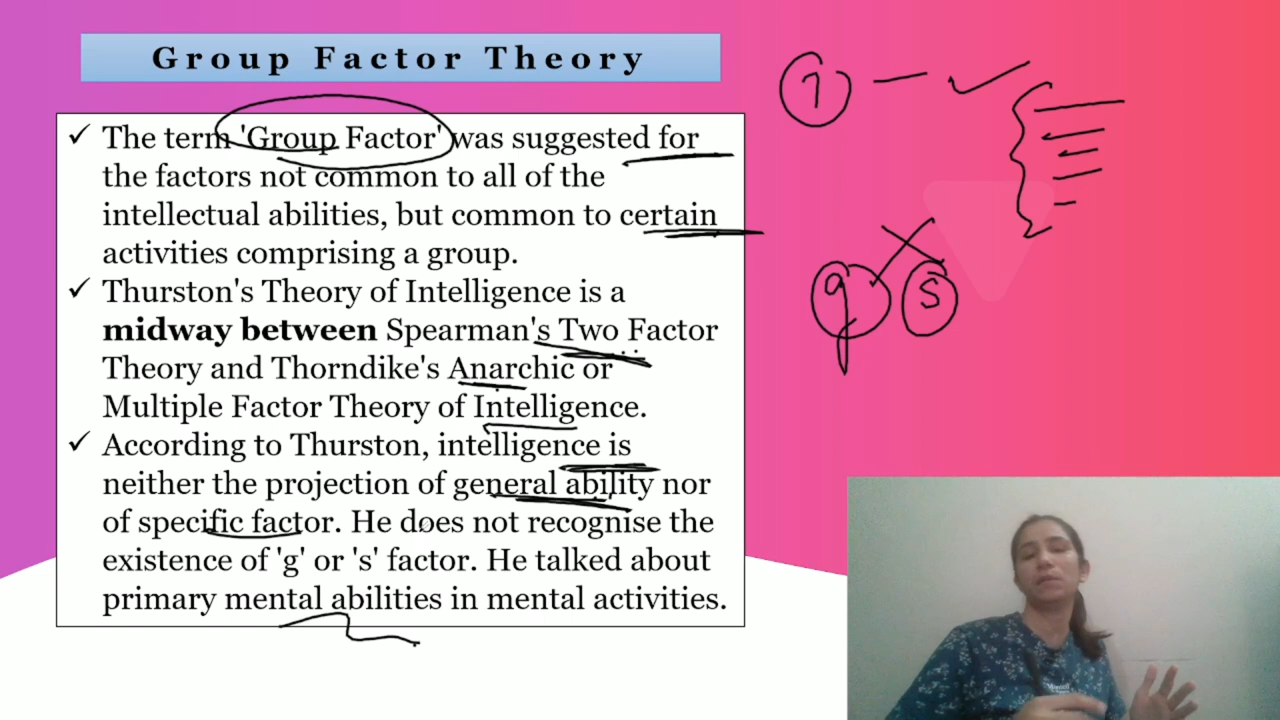 Group Factor Theory
✓ The term 'Group Factor' was suggested for
the factors not common to all of the
intellectual abilities, but common to certain
activities comprising a group.
✓ Thurston's Theory of Intelligence is a
midway between Spearman's Two Factor
Theory and Thorndike's Anarchic or
Multiple Factor Theory of Intelligence.
✓ According to Thurston, intelligence is
neither the projection of general ability nor
of specific factor. He does not recognise the
existence of 'g' or 's' factor. He talked about
primary mental abilities in mental activities.
7
g s